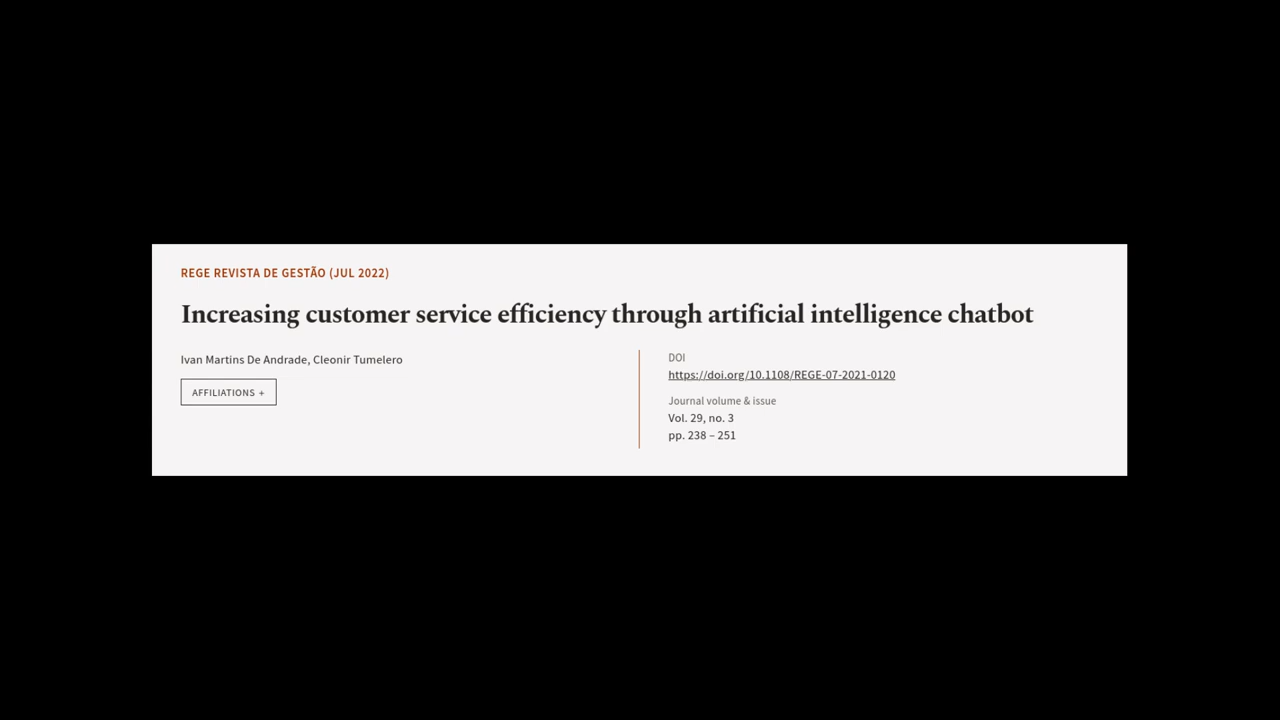 REGE REVISTA DE GESTÃO (JUL 2022)
Increasing customer service efficiency through artificial intelligence chatbot
Ivan Martins De Andrade, Cleonir Tumelero
AFFILIATIONS +
DOI
https://doi.org/10.1108/REGE-07-2021-0120
Journal volume & issue
Vol. 29, no. 3
pp. 238 – 251